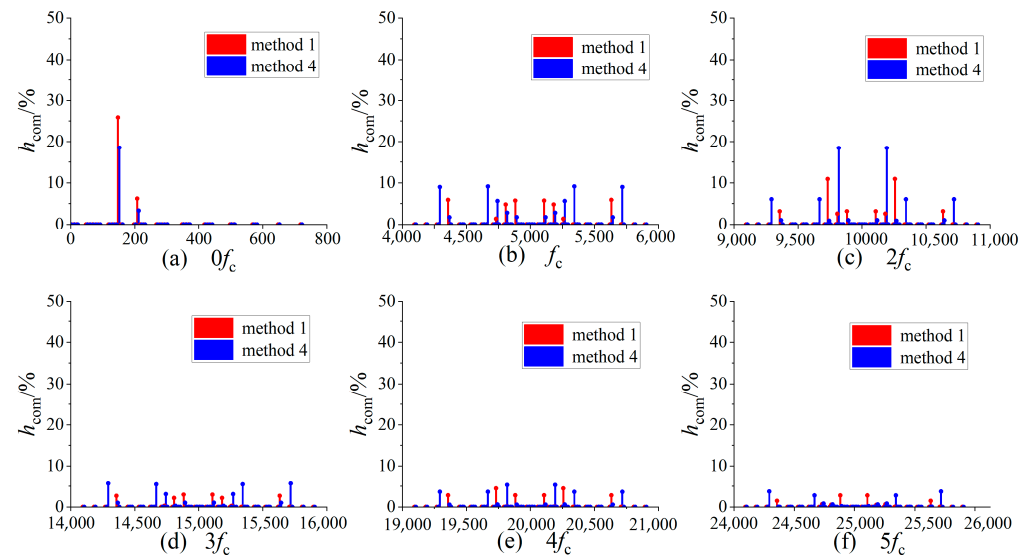 50
40
30
20
10
0
h_com/%
method 1
method 4
0 200 400 600 800
(a) 0f_c
50
40
30
20
10
0
h_com/%
method 1
method 4
4,000 4,500 5,000 5,500 6,000
(b) f_c
50
40
30
20
10
0
h_com/%
method 1
method 4
9,000 9,500 10000 10,500 11,000
(c) 2f_c
50
40
30
20
10
0
h_com/%
method 1
method 4
14,000 14,500 15,000 15,500 16,000
(d) 3f_c
50
40
30
20
10
0
h_com/%
method 1
method 4
19,000 19,500 20,000 20,500 21,000
(e) 4f_c
50
40
30
20
10
0
h_com/%
method 1
method 4
24,000 24,500 25,000 25,500 26,000
(f) 5f_c